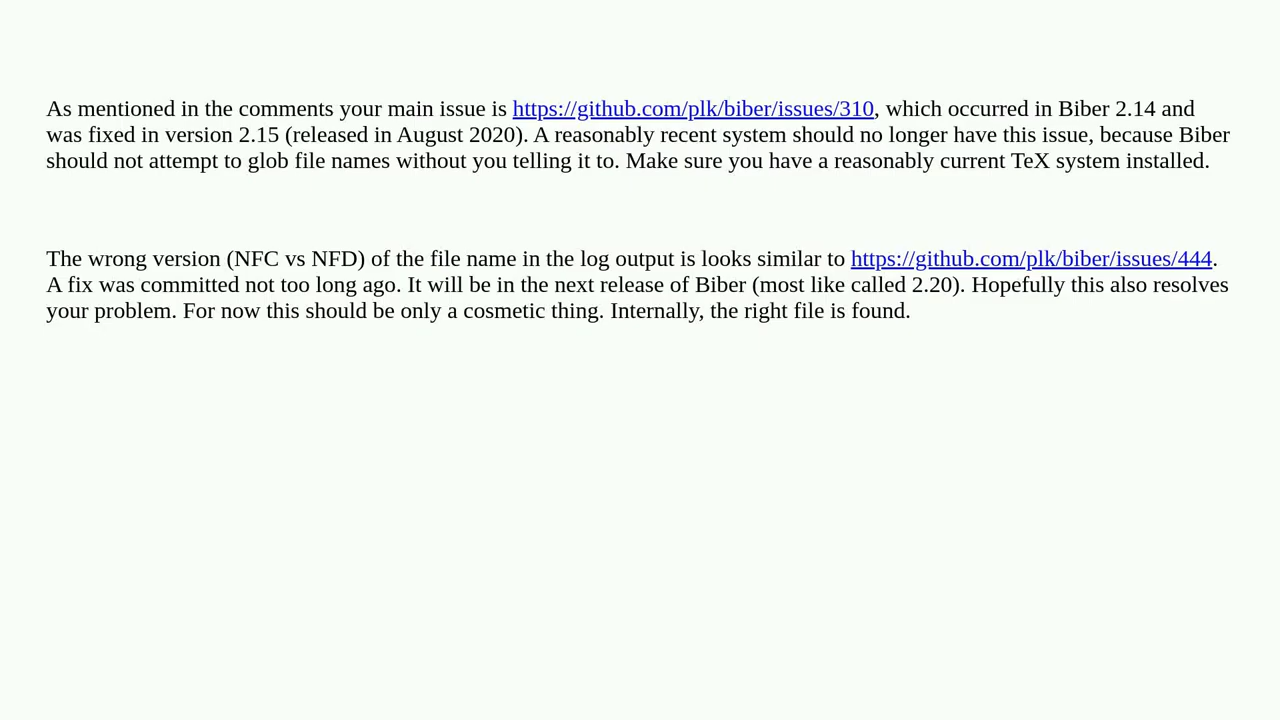 As mentioned in the comments your main issue is https://github.com/plk/biber/issues/310, which occurred in Biber 2.14 and
was fixed in version 2.15 (released in August 2020). A reasonably recent system should no longer have this issue, because Biber
should not attempt to glob file names without you telling it to. Make sure you have a reasonably current TeX system installed.
The wrong version (NFC vs NFD) of the file name in the log output is looks similar to https://github.com/plk/biber/issues/444.
A fix was committed not too long ago. It will be in the next release of Biber (most like called 2.20). Hopefully this also resolves
your problem. For now this should be only a cosmetic thing. Internally, the right file is found.